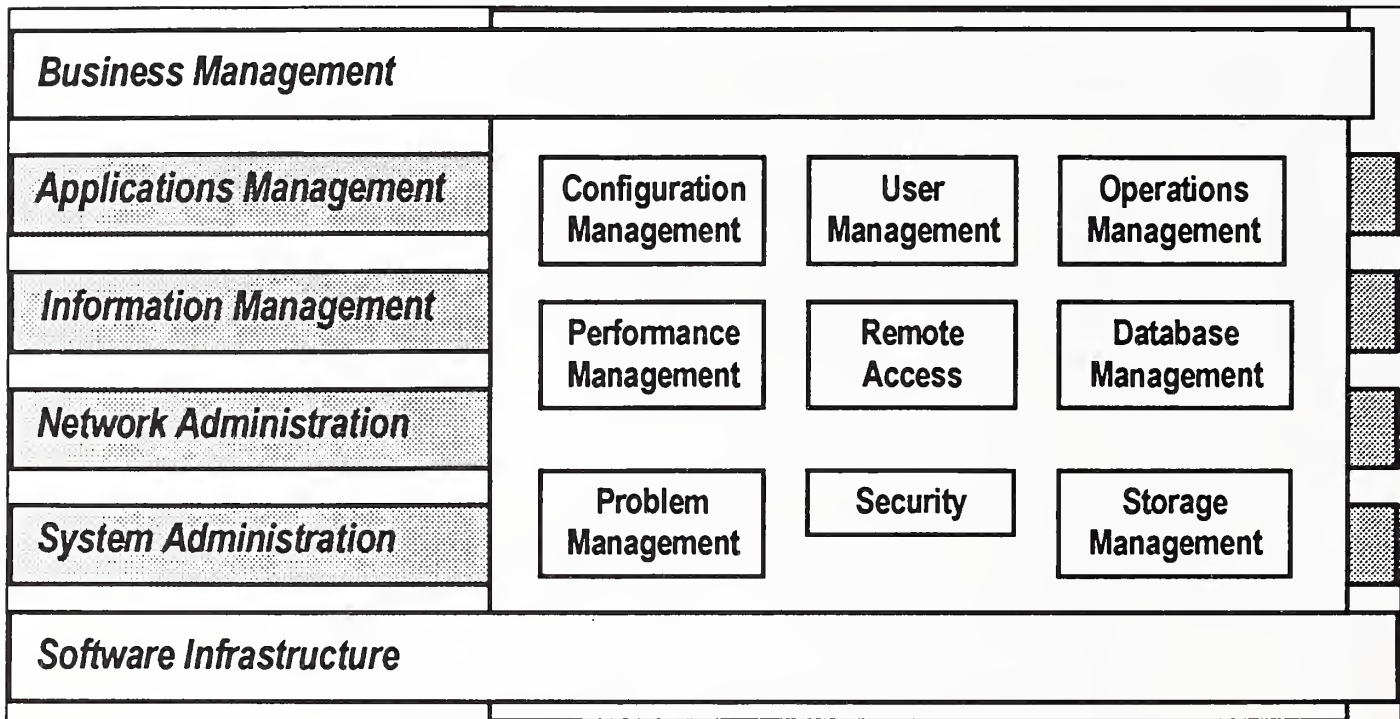 Business Management
Applications Management
Information Management
Network Administration
System Administration
Software Infrastructure
Configuration
Management
User
Management
Operations
Management
Performance
Management
Remote
Access
Database
Management
Problem
Management
Security
Storage
Management